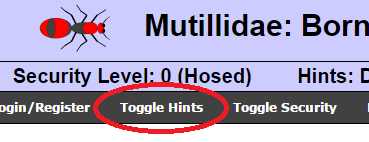 Mutillidae: Born
Security Level: 0 (Hosed) Hints: D
ogin/Register Toggle Hints Toggle Security